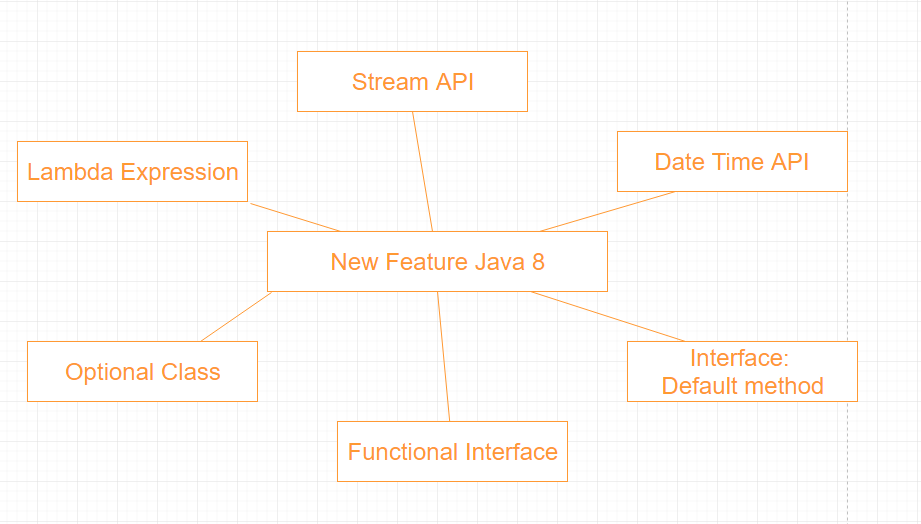 Stream API
Date Time API
Lambda Expression
New Feature Java 8
Optional Class
Interface:
Default method
Functional Interface